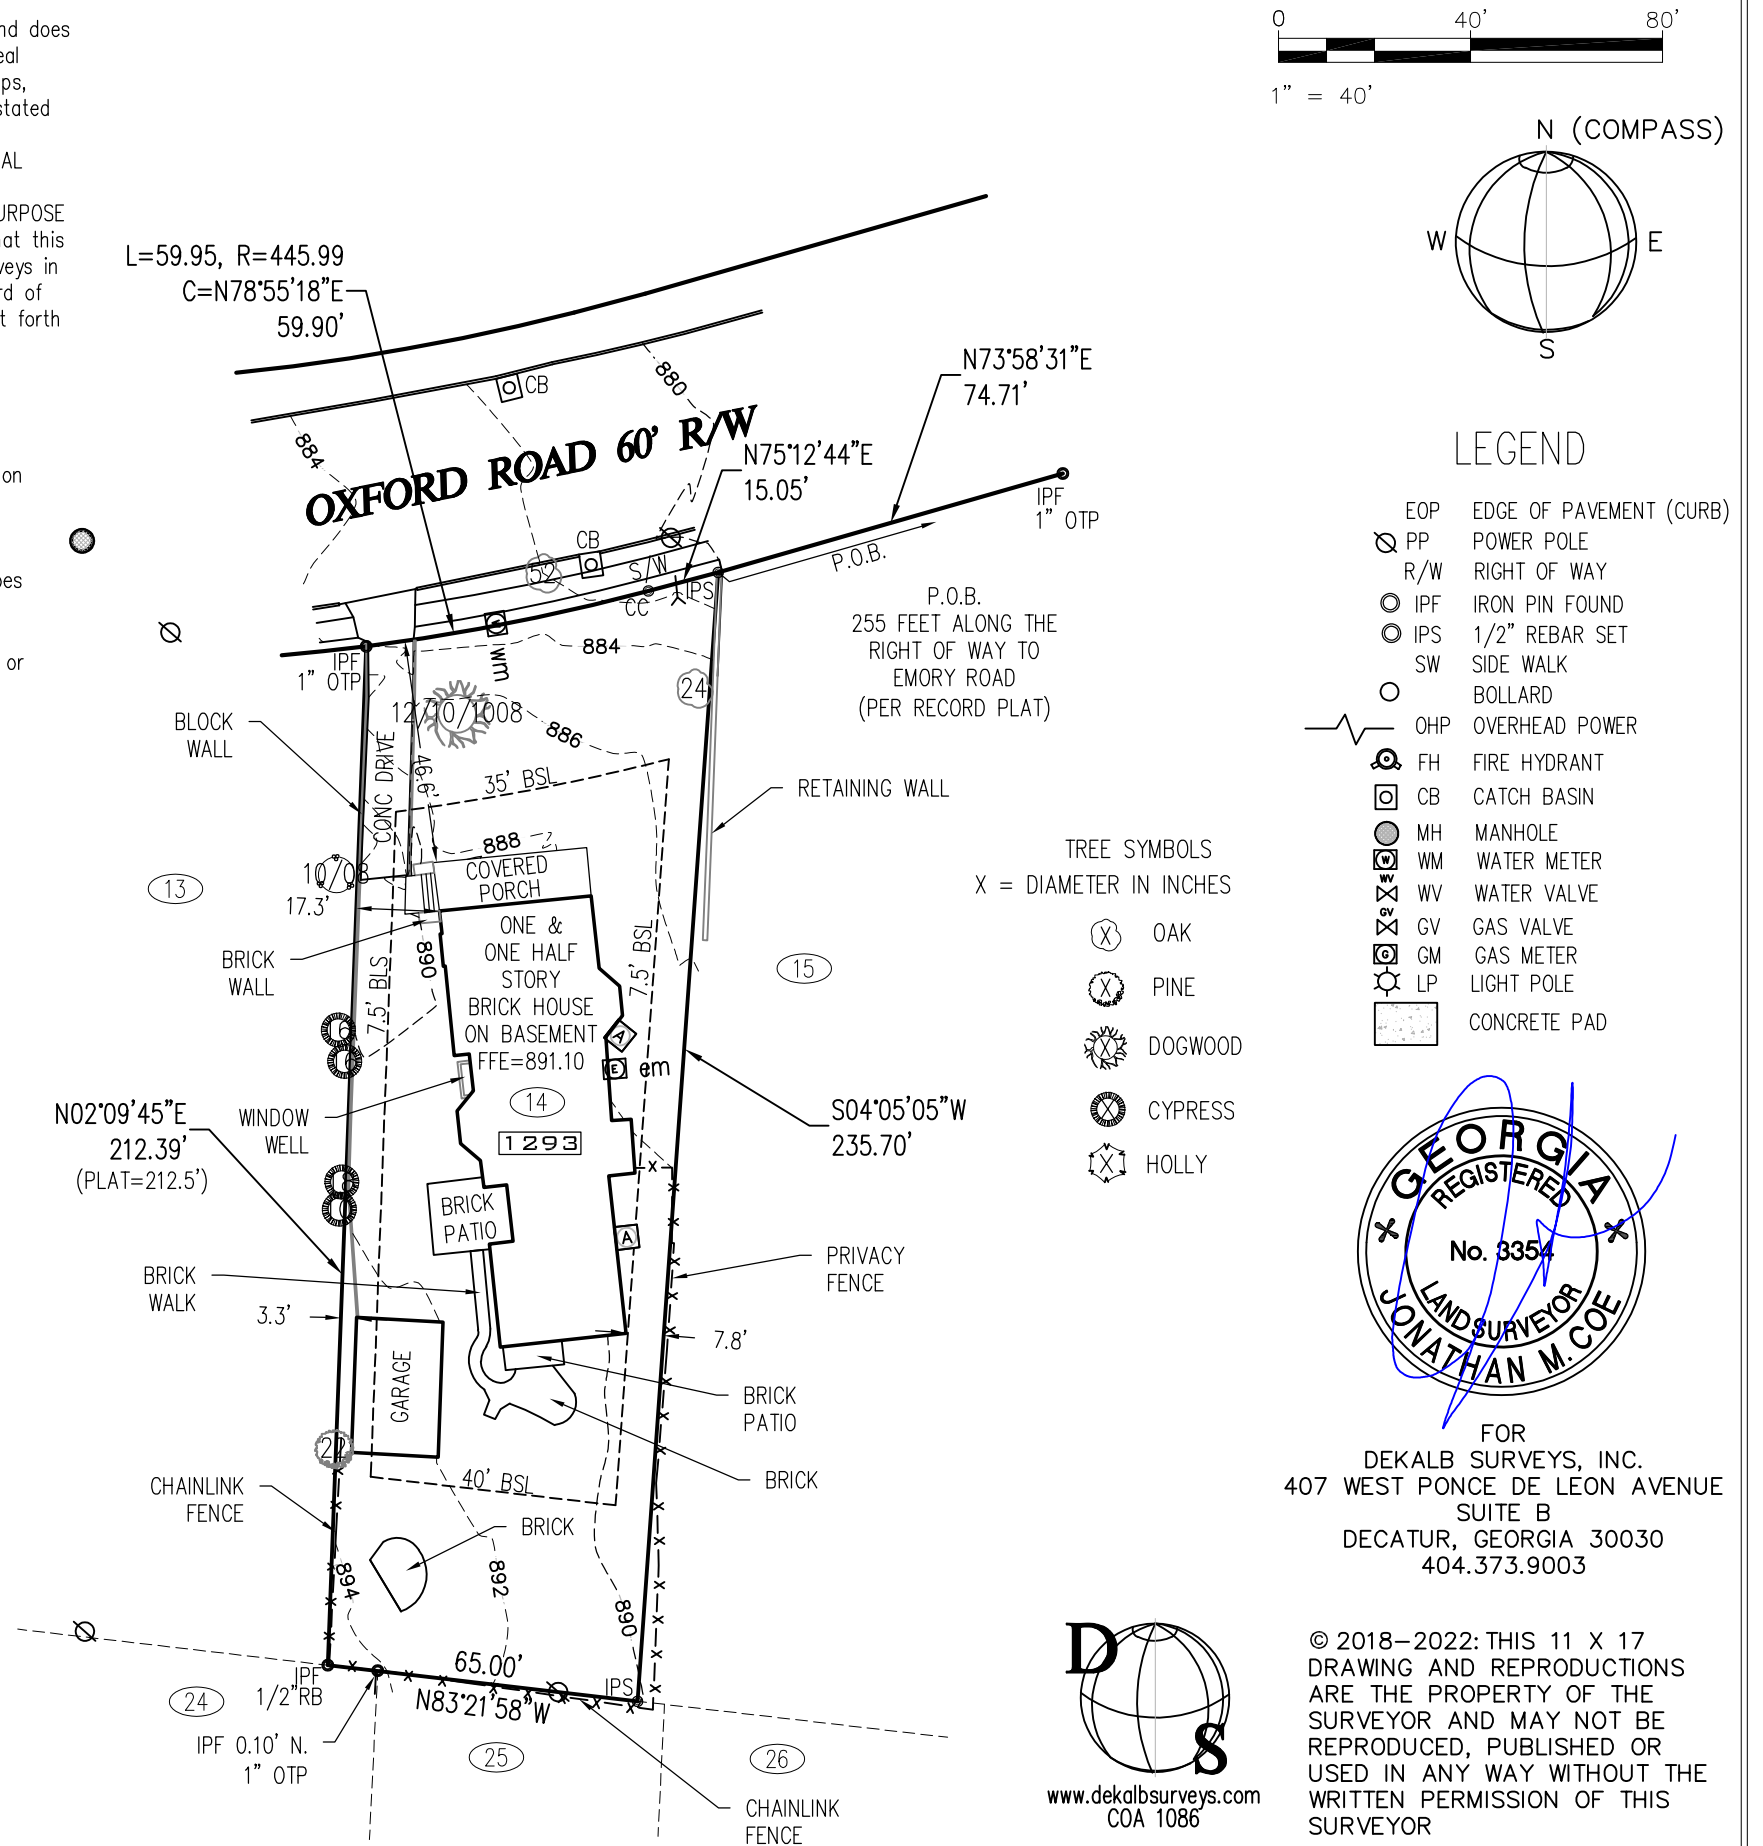 nd does
eal
ps,
stated
AL
URPOSE
hat this
veys in
rd of
t forth
on
pes
or
0 40' 80'
1" = 40'
N (COMPASS)
W E
S
L=59.95, R=445.99
C=N78°55'18"E
59.90'
N73°58'31"E
74.71'
N75°12'44"E
15.05'
CB
880
884
OXFORD ROAD 60' R/W
IPF
1" OTP
CB
52
S/W
CC
IPS
P.O.B.
P.O.B.
255 FEET ALONG THE
RIGHT OF WAY TO
EMORY ROAD
(PER RECORD PLAT)
IPF
1" OTP
W
wm
884
24
12/10/1008
886
BLOCK
WALL
CONC DRIVE
46.6'
35' BSL
RETAINING WALL
888
COVERED
PORCH
10/08
13
17.3'
BRICK
WALL
890
7.5' BLS
7.5' BSL
ONE &
ONE HALF
STORY
BRICK HOUSE
ON BASEMENT
FFE=891.10
14
1293
15
A
E em
6
6
WINDOW
WELL
N02°09'45"E
212.39'
(PLAT=212.5')
S04°05'05"W
235.70'
BRICK
PATIO
A
BRICK
WALK
PRIVACY
FENCE
3.3'
7.8'
GARAGE
BRICK
PATIO
22
CHAINLINK
FENCE
40' BSL
BRICK
BRICK
894
892
890
IPF
1/2"RB
65.00'
N83°21'58"W
IPS
24
IPF 0.10' N.
1" OTP
25
26
CHAINLINK
FENCE
TREE SYMBOLS
X = DIAMETER IN INCHES
X OAK
X PINE
X DOGWOOD
X CYPRESS
X HOLLY
LEGEND
EOP EDGE OF PAVEMENT (CURB)
PP POWER POLE
R/W RIGHT OF WAY
IPF IRON PIN FOUND
IPS 1/2" REBAR SET
SW SIDE WALK
BOLLARD
OHP OVERHEAD POWER
FH FIRE HYDRANT
CB CATCH BASIN
MH MANHOLE
W WM WATER METER
WV WV WATER VALVE
GV GV GAS VALVE
G GM GAS METER
LP LIGHT POLE
CONCRETE PAD
GEORGIA
REGISTERED
No. 3354
LAND SURVEYOR
JONATHAN M. COE
FOR
DEKALB SURVEYS, INC.
407 WEST PONCE DE LEON AVENUE
SUITE B
DECATUR, GEORGIA 30030
404.373.9003
D
S
www.dekalbsurveys.com
COA 1086
© 2018-2022: THIS 11 X 17
DRAWING AND REPRODUCTIONS
ARE THE PROPERTY OF THE
SURVEYOR AND MAY NOT BE
REPRODUCED, PUBLISHED OR
USED IN ANY WAY WITHOUT THE
WRITTEN PERMISSION OF THIS
SURVEYOR